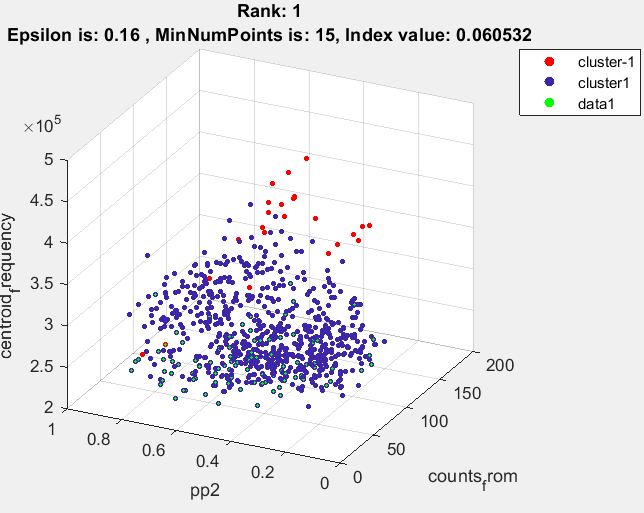 Rank: 1
Epsilon is: 0.16 , MinNumPoints is: 15, Index value: 0.060532
cluster-1
cluster1
data1
×10⁵
5
4.5
4
3.5
3
2.5
2
centroid_frequency
1
0.8
0.6
0.4
0.2
0
pp2
0
50
100
150
200
counts_from